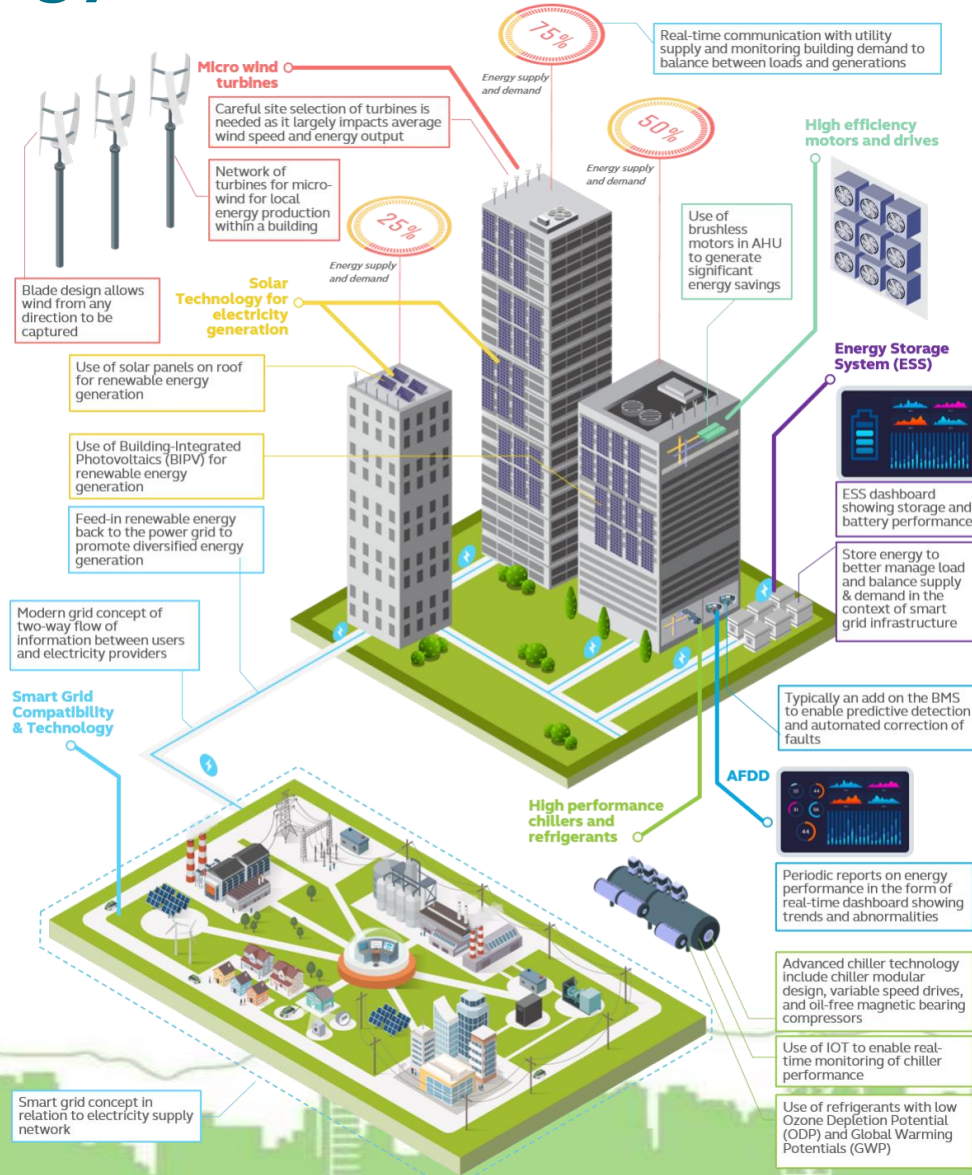 75%
Energy supply
and demand
Real-time communication with utility
supply and monitoring building demand to
balance between loads and generations
Micro wind
turbines
Careful site selection of turbines is
needed as it largely impacts average
wind speed and energy output
50%
Energy supply
and demand
High efficiency
motors and drives
Network of
turbines for micro-
wind for local
energy production
within a building
25%
Energy supply
and demand
Use of
brushless
motors in AHU
to generate
significant
energy savings
Blade design allows
wind from any
direction to be
captured
Solar
Technology for
electricity
generation
Energy Storage
System (ESS)
Use of solar panels on roof
for renewable energy
generation
Use of Building-Integrated
Photovoltaics (BIPV) for
renewable energy
generation
ESS dashboard
showing storage and
battery performance
Feed-in renewable energy
back to the power grid to
promote diversified energy
generation
Store energy to
better manage load
and balance supply
& demand in the
context of smart
grid infrastructure
Modern grid concept of
two-way flow of
information between users
and electricity providers
Smart Grid
Compatibility
& Technology
Typically an add on the BMS
to enable predictive detection
and automated correction of
faults
AFDD
High performance
chillers and
refrigerants
Periodic reports on energy
performance in the form of
real-time dashboard showing
trends and abnormalities
Advanced chiller technology
include chiller modular
design, variable speed drives,
and oil-free magnetic bearing
compressors
Use of IOT to enable real-
time monitoring of chiller
performance
Use of refrigerants with low
Ozone Depletion Potential
(ODP) and Global Warming
Potentials (GWP)
Smart grid concept in
relation to electricity supply
network